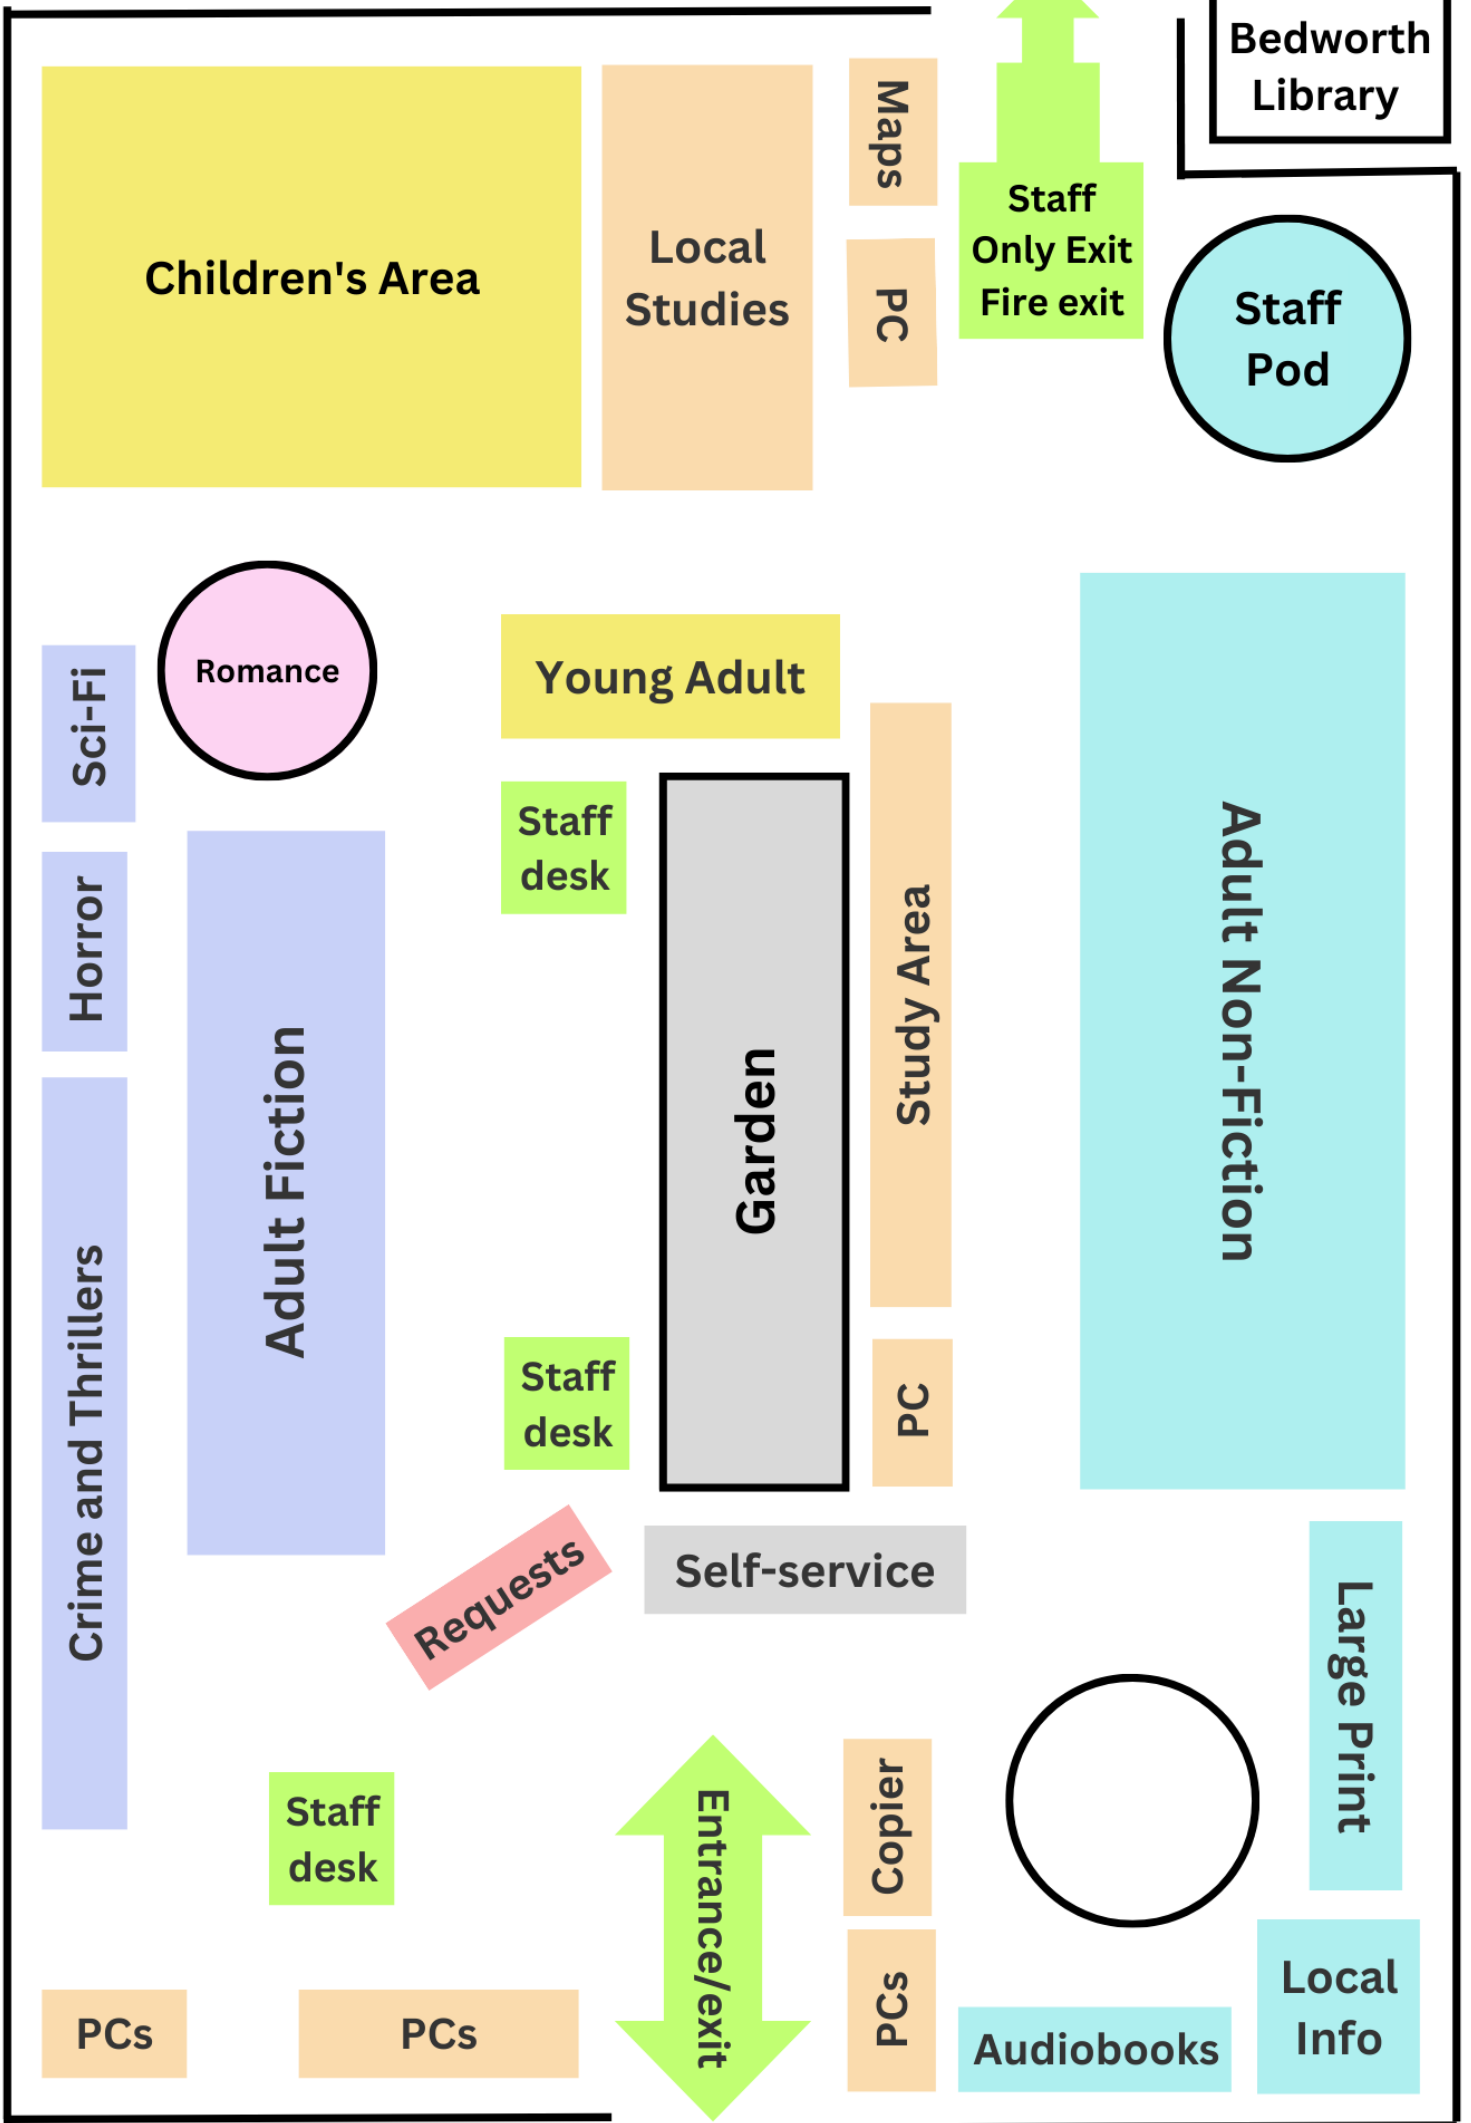 Bedworth
Library
Maps
Children's Area
Local
Studies
PC
Staff
Only Exit
Fire exit
Staff
Pod
Romance
Sci-Fi
Young Adult
Staff
desk
Horror
Adult Fiction
Garden
Study Area
Adult Non-Fiction
Crime and Thrillers
Staff
desk
PC
Requests
Self-service
Large Print
Staff
desk
Entrance/exit
Copier
PCs
PCs
PCs
Audiobooks
Local
Info